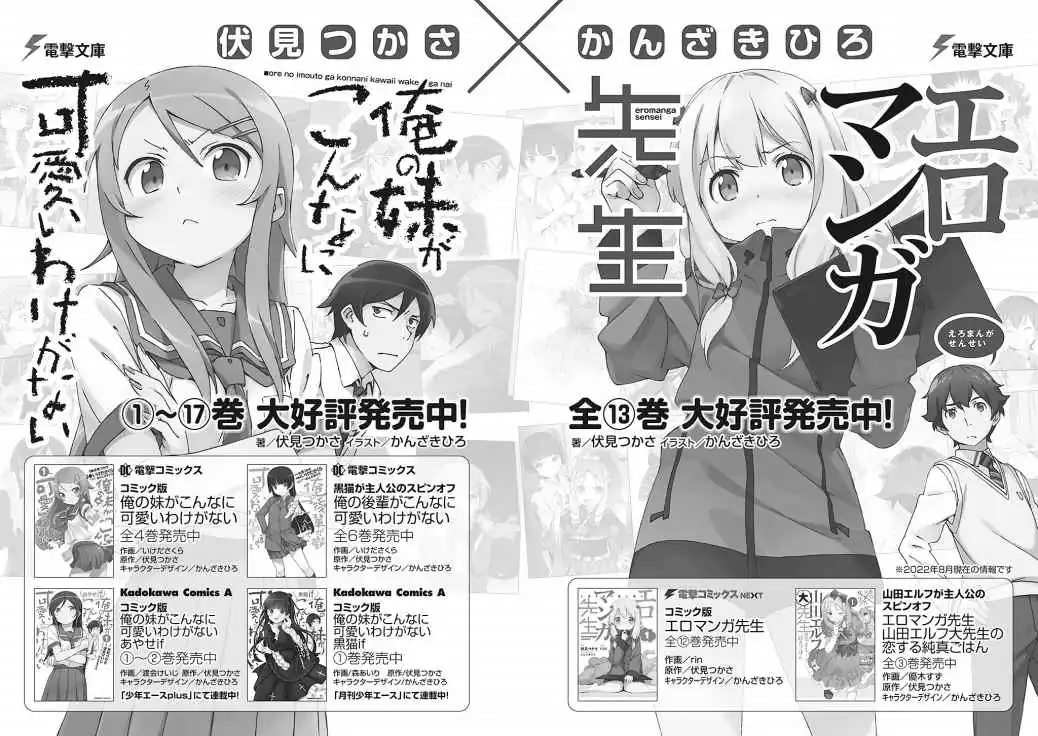 電撃文庫
伏見つかさ
×
かんざきひろ
電撃文庫
ore no imouto ga konnani kawaii wake ga nai
俺の妹が
こんなに
可愛いわけがない
①〜⑰巻 大好評発売中!
著/伏見つかさ イラスト/かんざきひろ
電撃コミックス
コミック版
俺の妹がこんなに
可愛いわけがない
全4巻発売中
作画/いけださくら
原作/伏見つかさ
キャラクターデザイン/かんざきひろ
電撃コミックス
黒猫が主人公のスピンオフ
俺の後輩がこんなに
可愛いわけがない
全6巻発売中
作画/いけださくら
原作/伏見つかさ
キャラクターデザイン/かんざきひろ
Kadokawa Comics A
コミック版
俺の妹がこんなに
可愛いわけがない
あやせif
①〜②巻発売中
作画/渡会けいじ 原作/伏見つかさ
キャラクターデザイン/かんざきひろ
「少年エースplus」にて連載中!
Kadokawa Comics A
コミック版
俺の妹がこんなに
可愛いわけがない
黒猫if
①巻発売中
作画/森あいり 原作/伏見つかさ
キャラクターデザイン/かんざきひろ
「月刊少年エース」にて連載中!
エロ
マンガ
先生
eromanga
sensei
えろまんが
せんせい
全⑬巻 大好評発売中!
著/伏見つかさ イラスト/かんざきひろ
※2022年8月現在の情報です
電撃コミックス NEXT
コミック版
エロマンガ先生
全⑫巻発売中
作画/rin
原作/伏見つかさ
キャラクターデザイン/かんざきひろ
山田エルフが主人公の
スピンオフ
エロマンガ先生
山田エルフ大先生の
恋する純真ごはん
全③巻発売中
作画/優木すず
原作/伏見つかさ
キャラクターデザイン/かんざきひろ